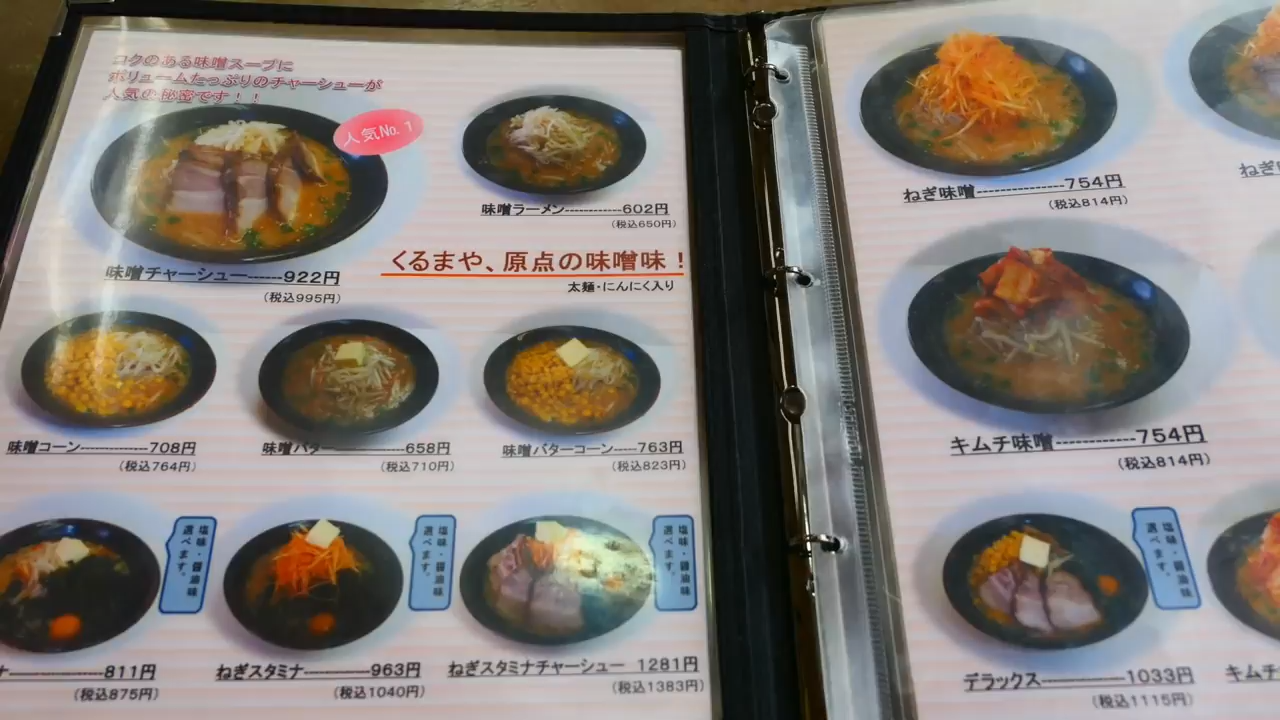 コクのある味噌スープに
ボリュームたっぷりのチャーシューが
人気の秘密です！！
人気No.1
味噌チャーシュー------922円
(税込995円)
味噌ラーメン------------602円
(税込650円)
くるまや、原点の味噌味！
太麺・にんにく入り
味噌コーン--------------708円
(税込764円)
味噌バター--------------658円
(税込710円)
味噌バターコーン-----763円
(税込823円)
塩味・醤油味
選べます。
ナ----------------811円
(税込875円)
塩味・醤油味
選べます。
ねぎスタミナ------------963円
(税込1040円)
塩味・醤油味
選べます。
ねぎスタミナチャーシュー 1281円
(税込1383円)
ねぎ味噌----------------754円
(税込814円)
ねぎ
キムチ味噌------------754円
(税込814円)
塩味・醤油味
選べます。
デラックス----------------1033円
(税込1115円)
キムチ